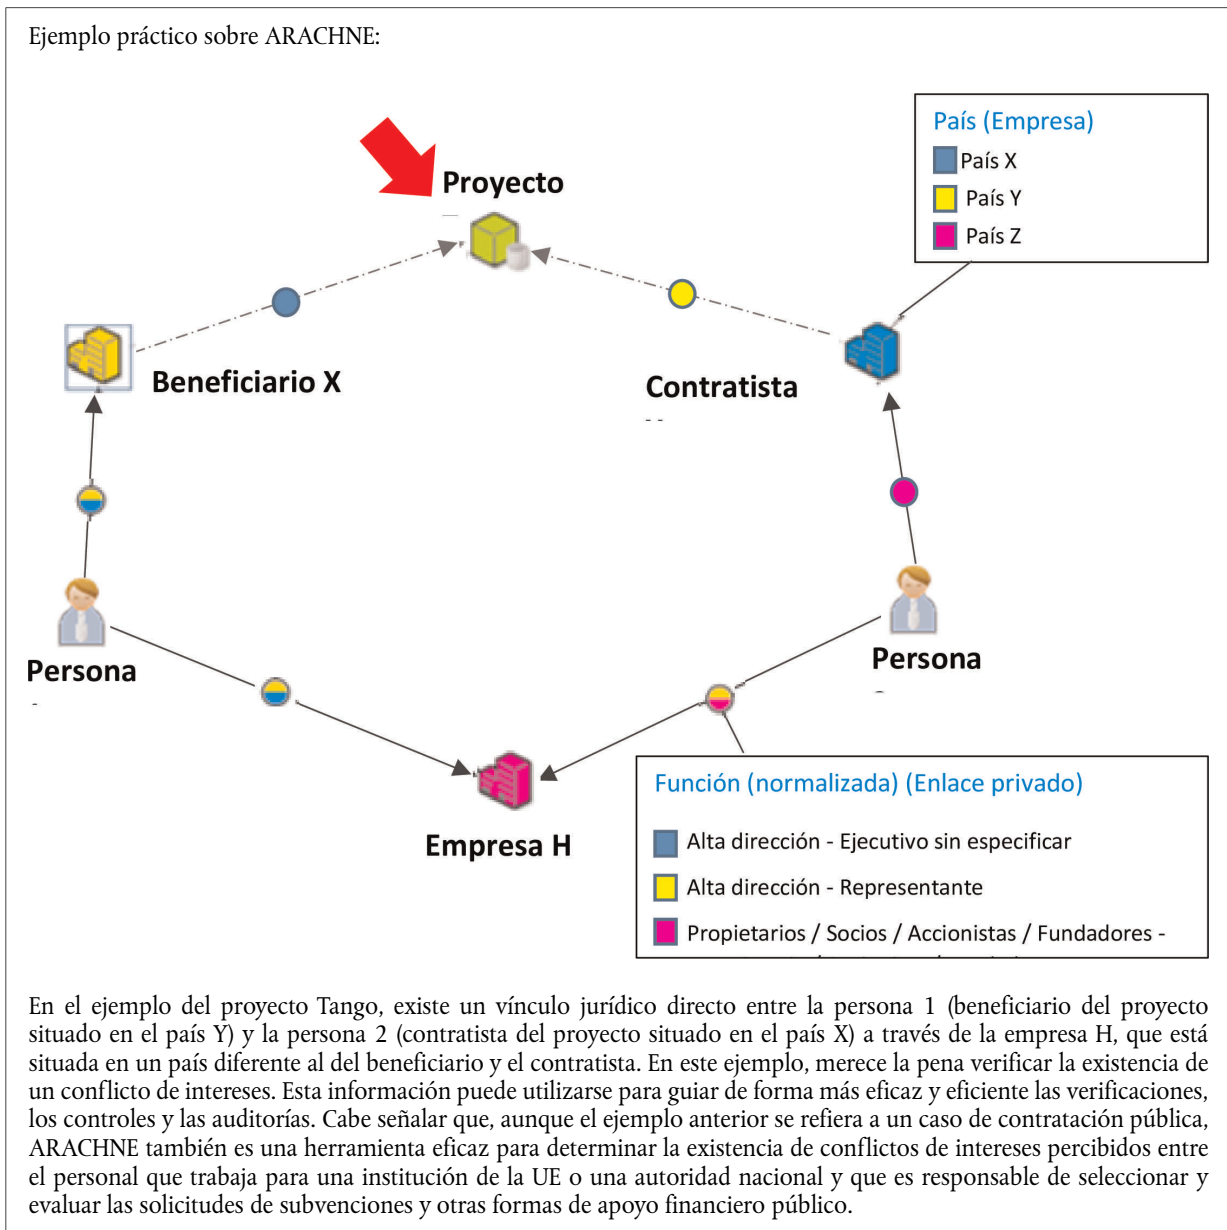 Ejemplo práctico sobre ARACHNE:
País (Empresa)
País X
País Y
País Z
Proyecto
Beneficiario X
Contratista
Persona
Persona
Empresa H
Función (normalizada) (Enlace privado)
Alta dirección - Ejecutivo sin especificar
Alta dirección - Representante
Propietarios / Socios / Accionistas / Fundadores -
En el ejemplo del proyecto Tango, existe un vínculo jurídico directo entre la persona 1 (beneficiario del proyecto
situado en el país Y) y la persona 2 (contratista del proyecto situado en el país X) a través de la empresa H, que está
situada en un país diferente al del beneficiario y el contratista. En este ejemplo, merece la pena verificar la existencia de
un conflicto de intereses. Esta información puede utilizarse para guiar de forma más eficaz y eficiente las verificaciones,
los controles y las auditorías. Cabe señalar que, aunque el ejemplo anterior se refiera a un caso de contratación pública,
ARACHNE también es una herramienta eficaz para determinar la existencia de conflictos de intereses percibidos entre
el personal que trabaja para una institución de la UE o una autoridad nacional y que es responsable de seleccionar y
evaluar las solicitudes de subvenciones y otras formas de apoyo financiero público.